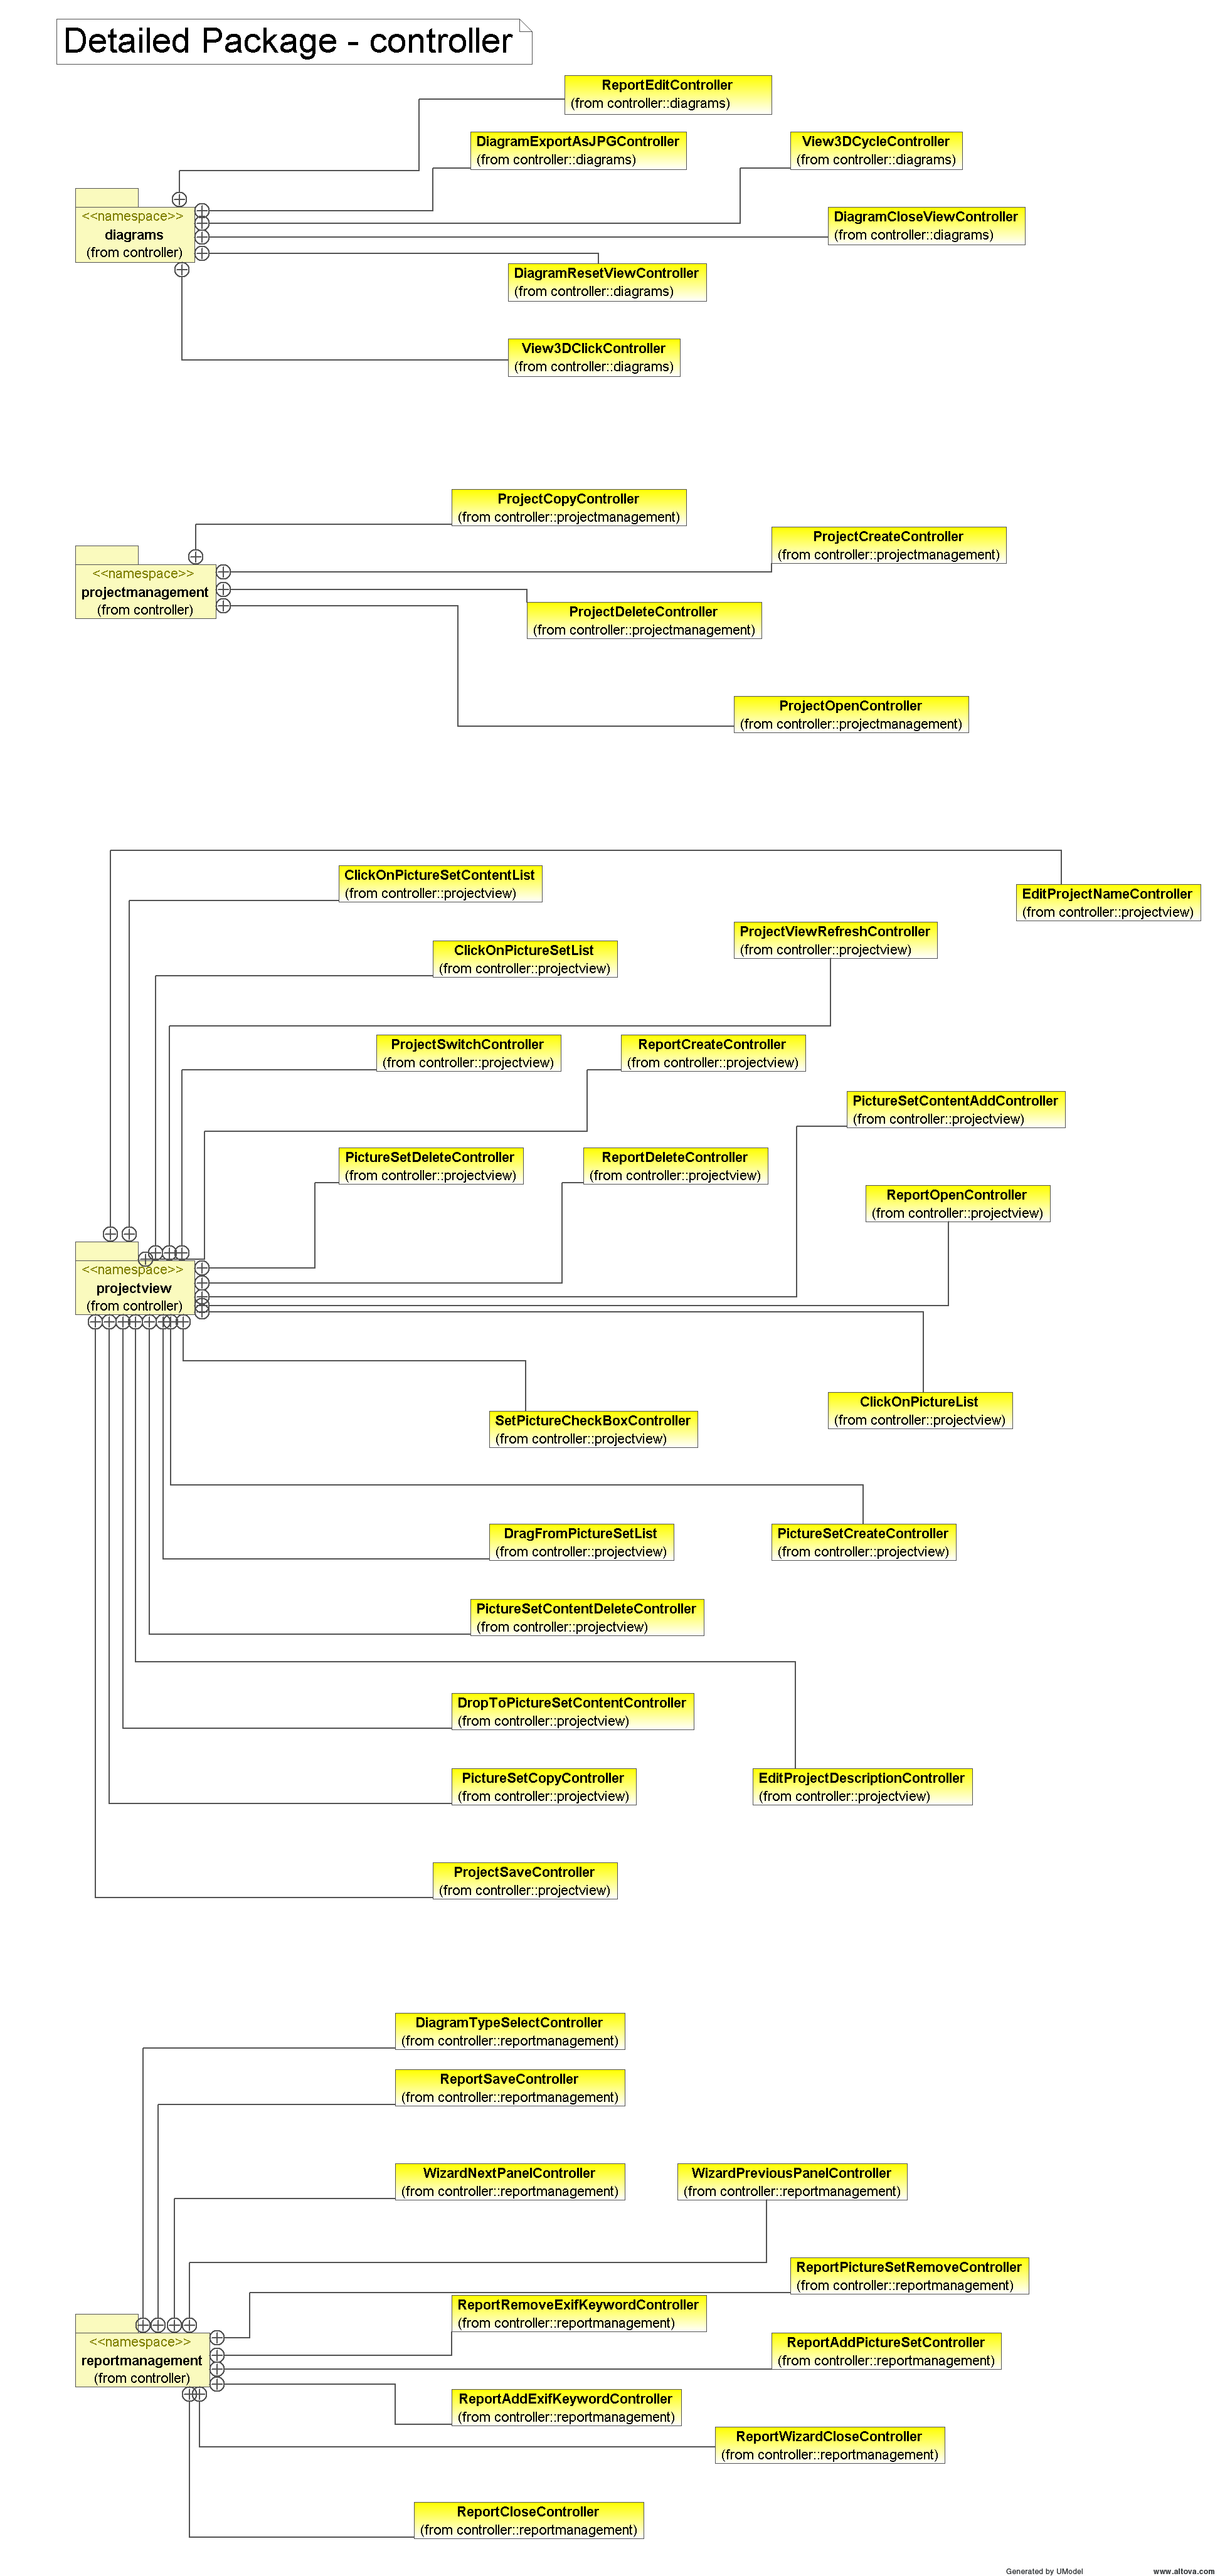 Detailed Package - controller
ReportEditController
(from controller::diagrams)
DiagramExportAsJPGController
(from controller::diagrams)
View3DCycleController
(from controller::diagrams)
<<namespace>>
diagrams
(from controller)
DiagramCloseViewController
(from controller::diagrams)
DiagramResetViewController
(from controller::diagrams)
View3DClickController
(from controller::diagrams)
ProjectCopyController
(from controller::projectmanagement)
ProjectCreateController
(from controller::projectmanagement)
<<namespace>>
projectmanagement
(from controller)
ProjectDeleteController
(from controller::projectmanagement)
ProjectOpenController
(from controller::projectmanagement)
ClickOnPictureSetContentList
(from controller::projectview)
EditProjectNameController
(from controller::projectview)
ProjectViewRefreshController
(from controller::projectview)
ClickOnPictureSetList
(from controller::projectview)
ProjectSwitchController
(from controller::projectview)
ReportCreateController
(from controller::projectview)
PictureSetContentAddController
(from controller::projectview)
PictureSetDeleteController
(from controller::projectview)
ReportDeleteController
(from controller::projectview)
ReportOpenController
(from controller::projectview)
<<namespace>>
projectview
(from controller)
ClickOnPictureList
(from controller::projectview)
SetPictureCheckBoxController
(from controller::projectview)
DragFromPictureSetList
(from controller::projectview)
PictureSetCreateController
(from controller::projectview)
PictureSetContentDeleteController
(from controller::projectview)
DropToPictureSetContentController
(from controller::projectview)
PictureSetCopyController
(from controller::projectview)
EditProjectDescriptionController
(from controller::projectview)
ProjectSaveController
(from controller::projectview)
DiagramTypeSelectController
(from controller::reportmanagement)
ReportSaveController
(from controller::reportmanagement)
WizardNextPanelController
(from controller::reportmanagement)
WizardPreviousPanelController
(from controller::reportmanagement)
ReportPictureSetRemoveController
(from controller::reportmanagement)
ReportRemoveExifKeywordController
(from controller::reportmanagement)
<<namespace>>
reportmanagement
(from controller)
ReportAddPictureSetController
(from controller::reportmanagement)
ReportAddExifKeywordController
(from controller::reportmanagement)
ReportWizardCloseController
(from controller::reportmanagement)
ReportCloseController
(from controller::reportmanagement)
Generated by UModel
www.altova.com